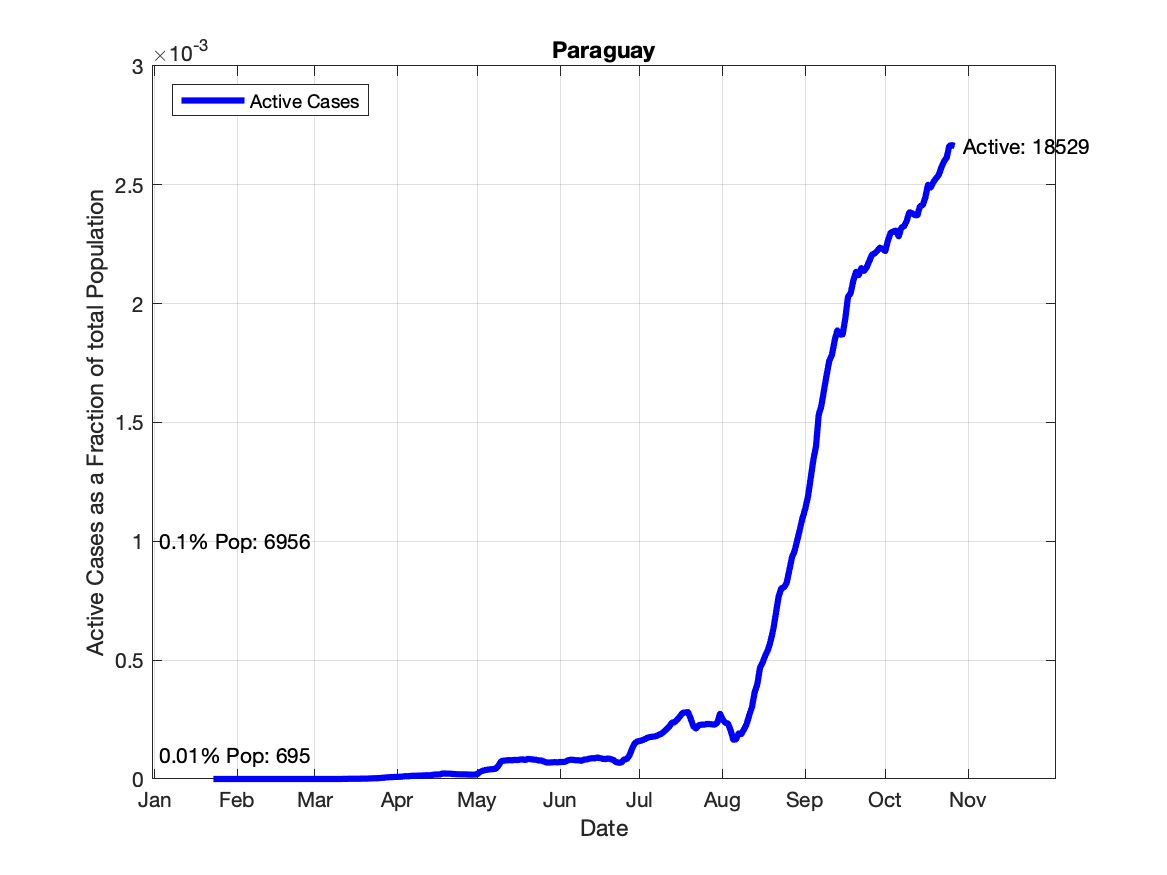 Paraguay
×10-3
3
2.5
2
1.5
1
0.5
0
Active Cases
Active: 18529
0.1% Pop: 6956
0.01% Pop: 695
Active Cases as a Fraction of total Population
Jan Feb Mar Apr May Jun Jul Aug Sep Oct Nov
Date